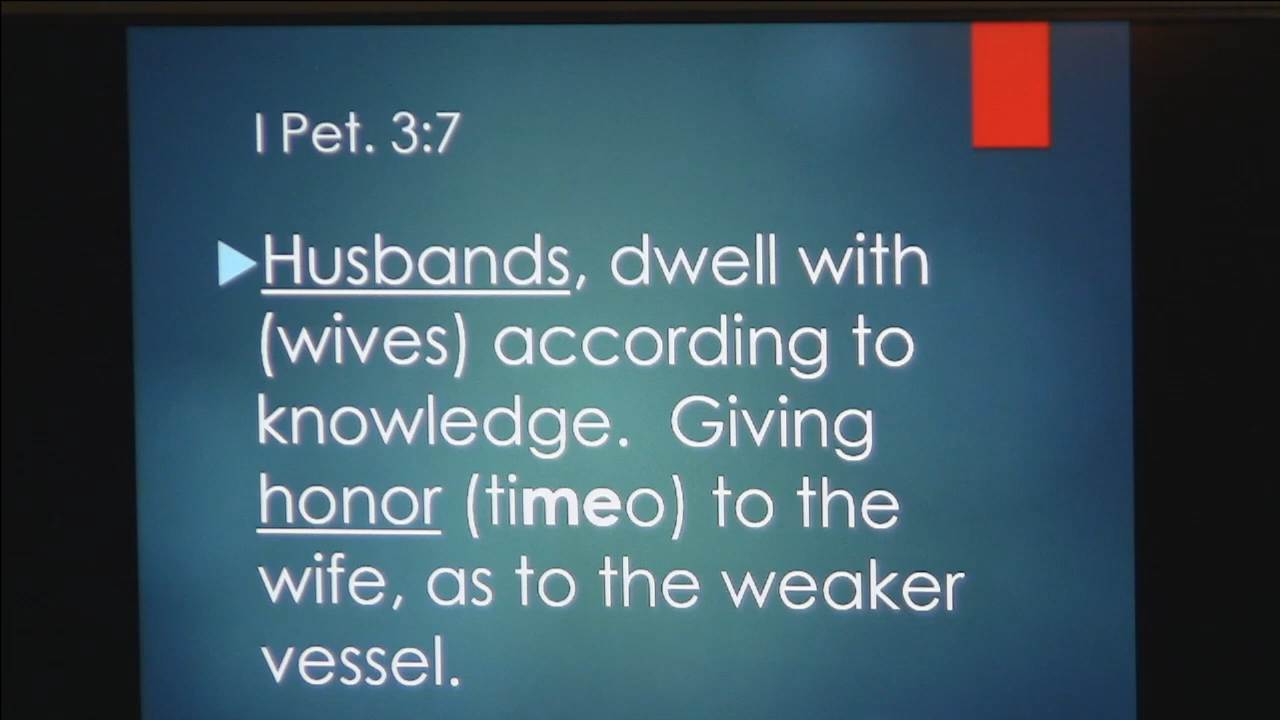 I Pet. 3:7
Husbands, dwell with
(wives) according to
knowledge.  Giving
honor (timeo) to the
wife, as to the weaker
vessel.